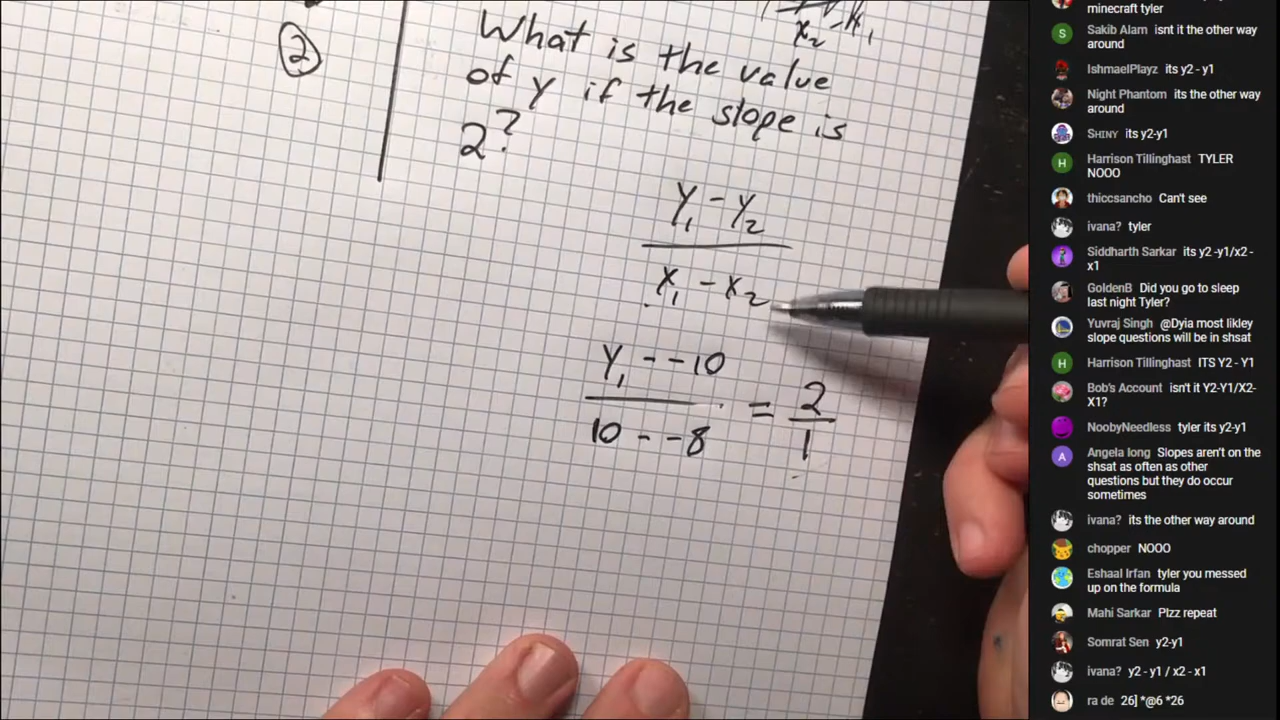 x₂ - x₁
②
What is the value
of y if the slope is
2?
y₁ - y₂
x₁ - x₂
y₁ - -10
10 - -8
= 2
1
minecraft tyler
Sakib Alam isnt it the other way
around
IshmaelPlayz its y2 - y1
Night Phantom its the other way
around
SHINY its y2-y1
Harrison Tillinghast TYLER
NOOO
thiccsancho Can't see
ivana? tyler
Siddharth Sarkar its y2 -y1/x2 -
x1
GoldenB Did you go to sleep
last night Tyler?
Yuvraj Singh @Dyia most likley
slope questions will be in shsat
Harrison Tillinghast ITS Y2 - Y1
Bob's Account isn't it Y2-Y1/X2-
X1?
NoobyNeedless tyler its y2-y1
Angela long Slopes aren't on the
shsat as often as other
questions but they do occur
sometimes
ivana? its the other way around
chopper NOOO
Eshaal Irfan tyler you messed
up on the formula
Mahi Sarkar Plzz repeat
Somrat Sen y2-y1
ivana? y2 - y1 / x2 - x1
ra de 26] *@6 *26